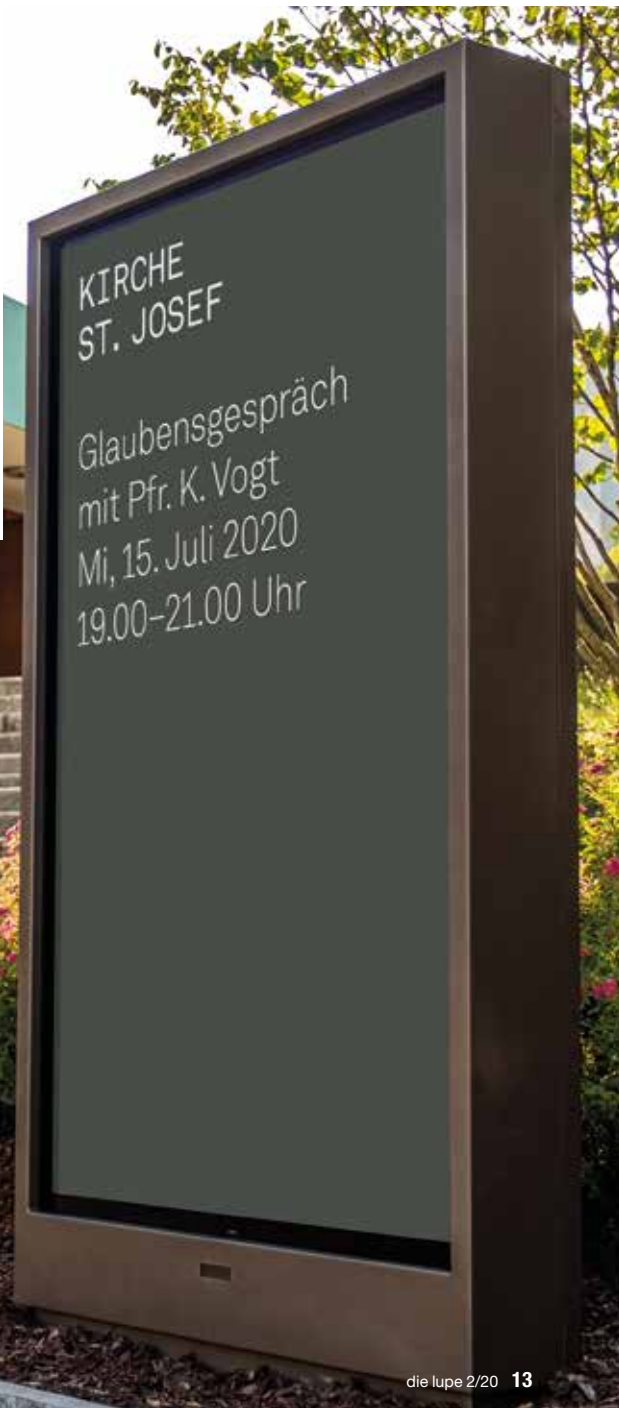 KIRCHE
ST. JOSEF
Glaubensgespräch
mit Pfr. K. Vogt
Mi, 15. Juli 2020
19.00–21.00 Uhr
die lupe 2/20 13